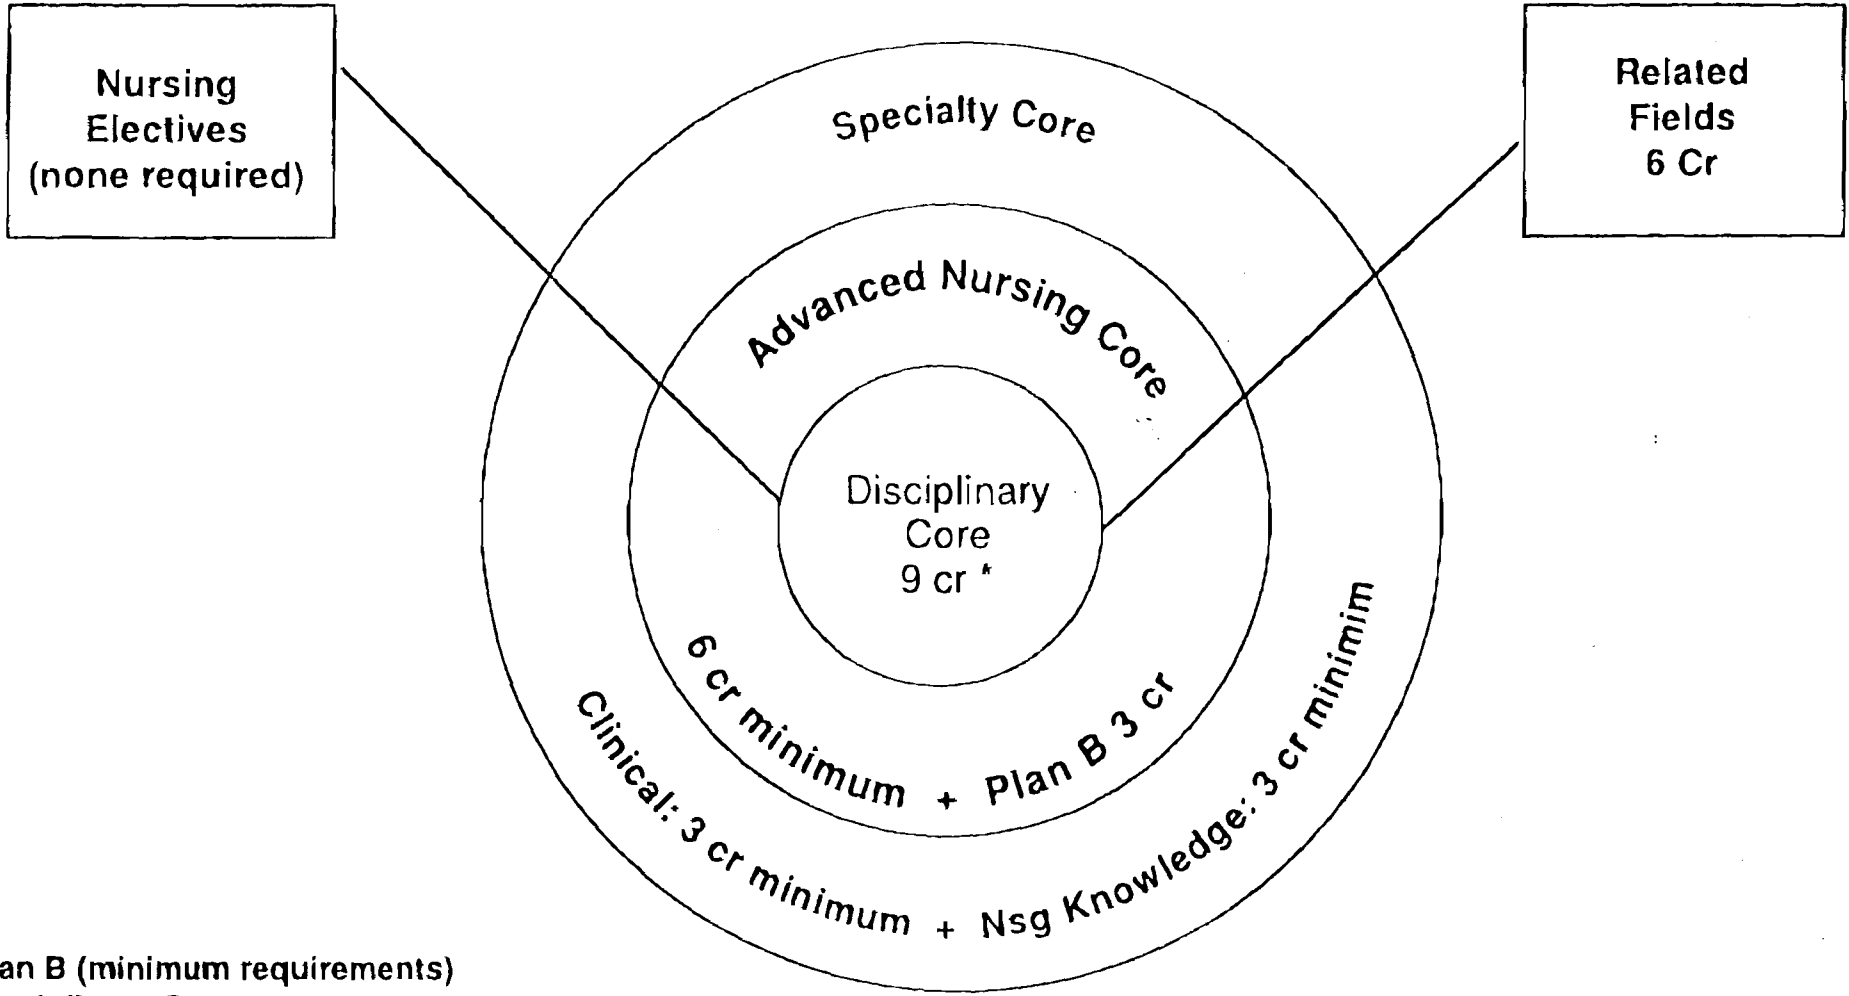 Nursing
Electives
(none required)
Related
Fields
6 Cr
Specialty Core
Advanced Nursing Core
Disciplinary
Core
9 cr *
6 cr minimum + Plan B 3 cr
Clinical: 3 cr minimum + Nsg Knowledge: 3 cr minimim
an B (minimum requirements)